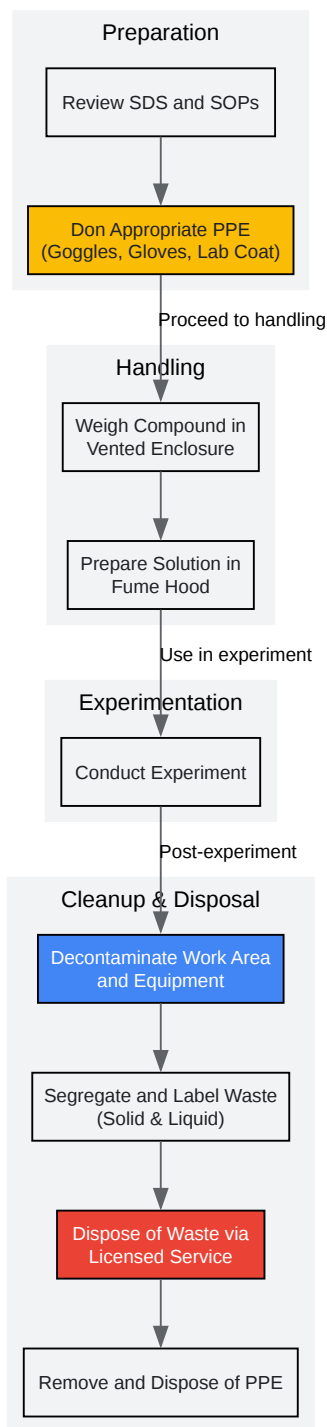 Preparation
Review SDS and SOPs
Don Appropriate PPE
(Goggles, Gloves, Lab Coat)
Proceed to handling
Handling
Weigh Compound in
Vented Enclosure
Prepare Solution in
Fume Hood
Use in experiment
Experimentation
Conduct Experiment
Post-experiment
Cleanup & Disposal
Decontaminate Work Area
and Equipment
Segregate and Label Waste
(Solid & Liquid)
Dispose of Waste via
Licensed Service
Remove and Dispose of PPE